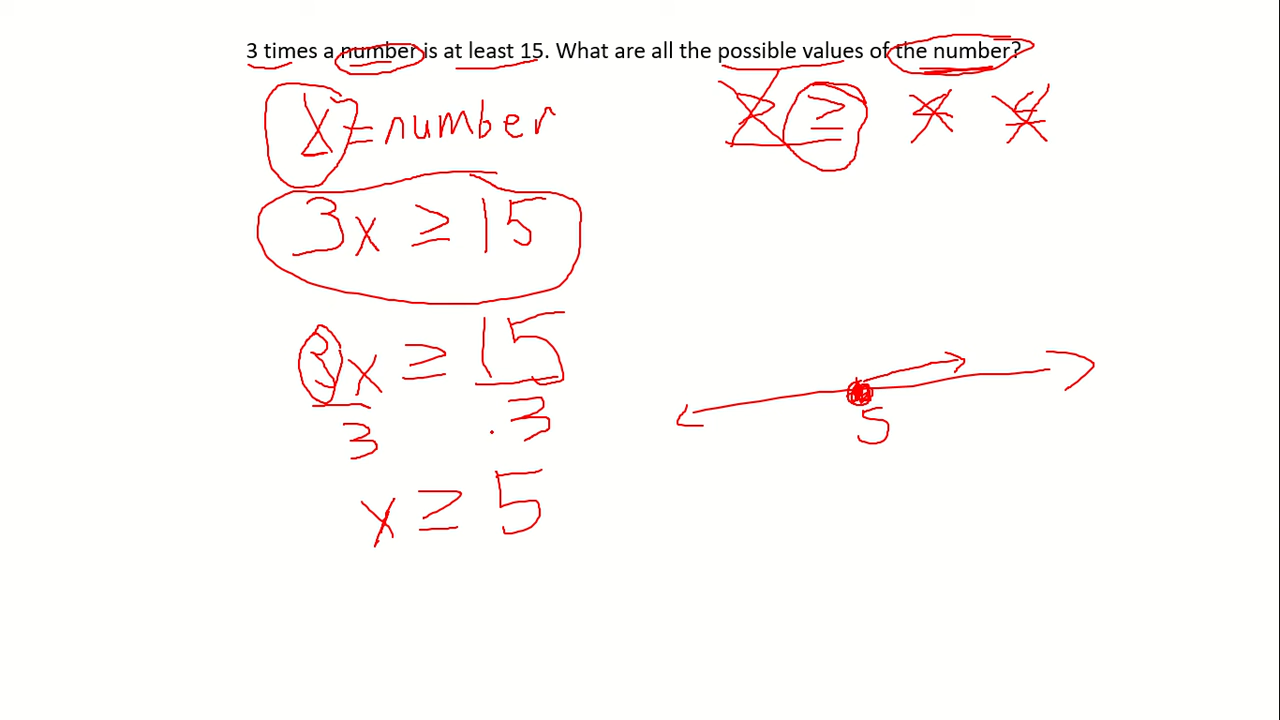 3 times a number is at least 15. What are all the possible values of the number?
x = number
≥
3x ≥ 15
3x ≥ 15
3 3
x ≥ 5
5